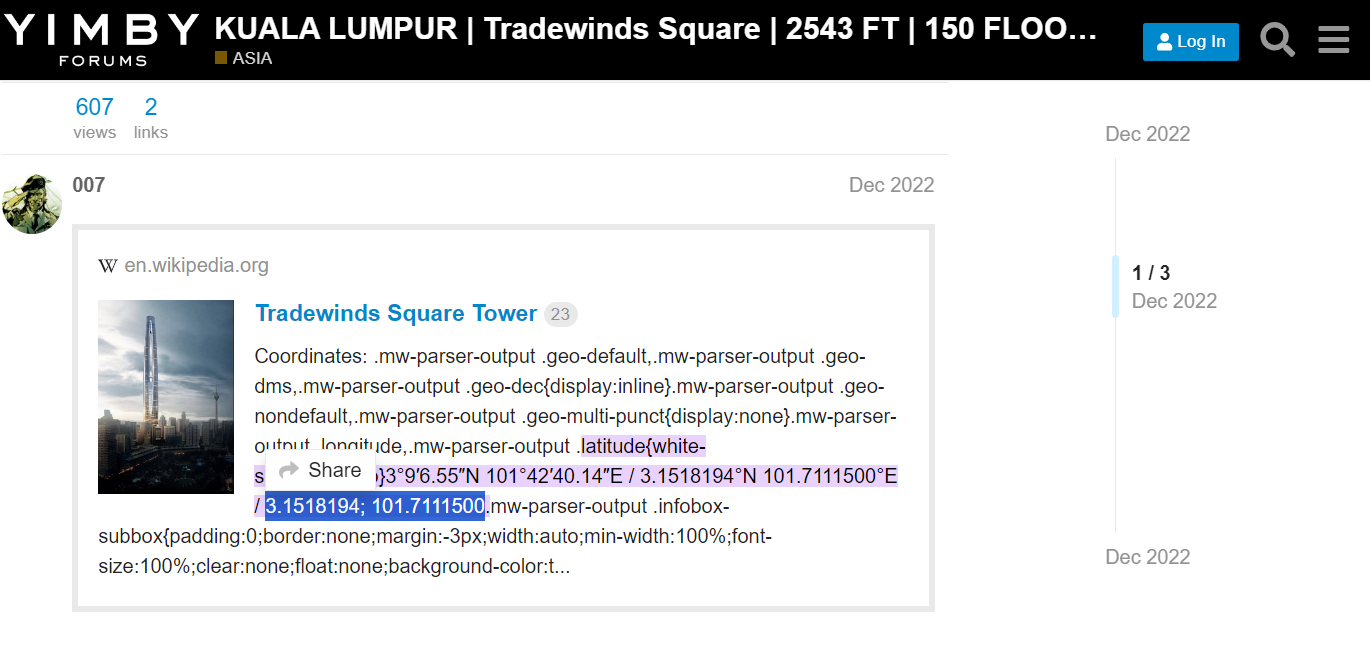 YIMBY
FORUMS
KUALA LUMPUR | Tradewinds Square | 2543 FT | 150 FLOO...
ASIA
Log In
607
views
2
links
Dec 2022
007
Dec 2022
W en.wikipedia.org
Tradewinds Square Tower 23
Coordinates: .mw-parser-output .geo-default,.mw-parser-output .geo-
dms,.mw-parser-output .geo-dec{display:inline}.mw-parser-output .geo-
nondefault,.mw-parser-output .geo-multi-punct{display:none}.mw-parser-
output .longitude,.mw-parser-output .latitude{white-
Share
}3°9′6.55″N 101°42′40.14″E / 3.1518194°N 101.7111500°E
/ 3.1518194; 101.7111500.mw-parser-output .infobox-
subbox{padding:0;border:none;margin:-3px;width:auto;min-width:100%;font-
size:100%;clear:none;float:none;background-color:t...
1 / 3
Dec 2022
Dec 2022